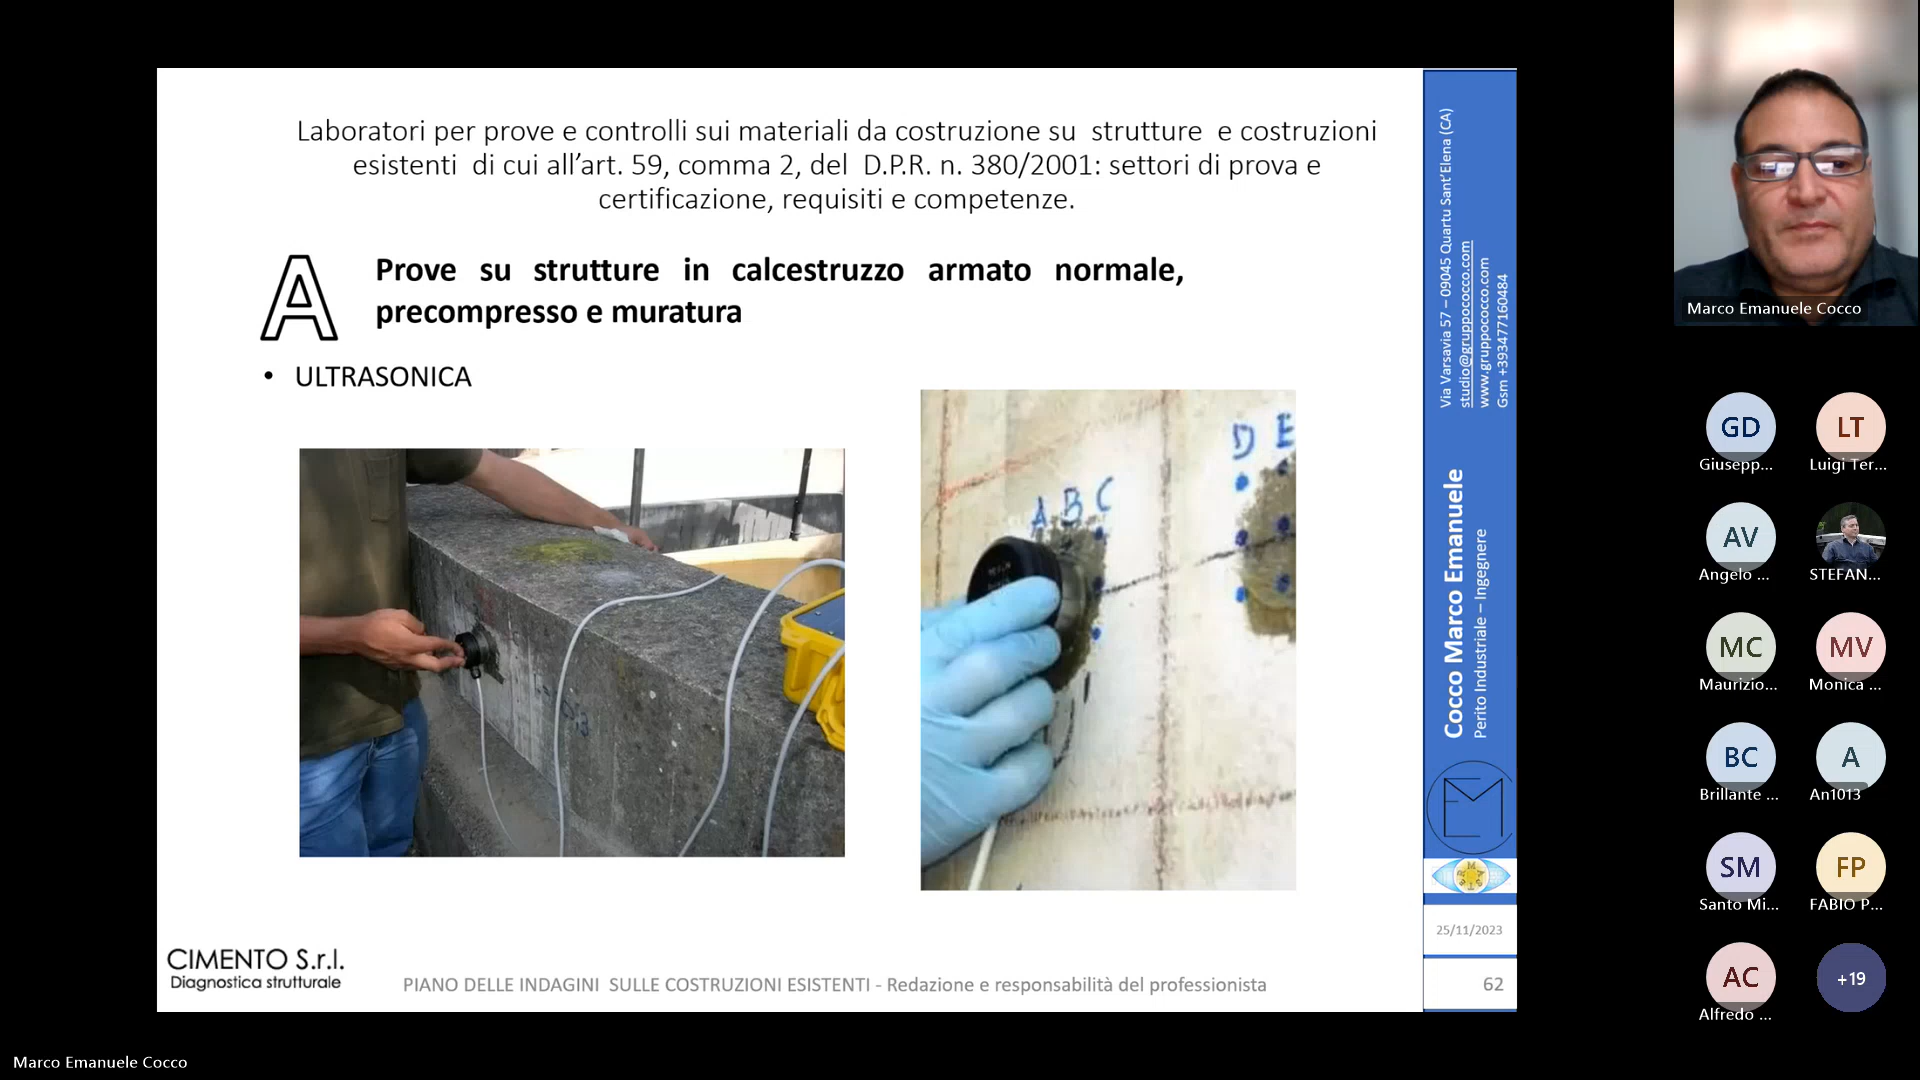 Laboratori per prove e controlli sui materiali da costruzione su strutture e costruzioni
esistenti di cui all’art. 59, comma 2, del D.P.R. n. 380/2001: settori di prova e
certificazione, requisiti e competenze.
A
Prove su strutture in calcestruzzo armato normale,
precompresso e muratura
• ULTRASONICA
A B C
D E
CIMENTO S.r.l.
Diagnostica strutturale
PIANO DELLE INDAGINI SULLE COSTRUZIONI ESISTENTI - Redazione e responsabilità del professionista
Via Varsavia 57 – 09045 Quartu Sant’Elena (CA)
studio@gruppococco.com
www.gruppococco.com
Gsm +393477160484
Cocco Marco Emanuele
Perito Industriale – Ingegnere
25/11/2023
62
Marco Emanuele Cocco
GD
Giusepp...
LT
Luigi Ter...
AV
Angelo ...
STEFAN...
MC
Maurizio...
MV
Monica ...
BC
Brillante ...
A
An1013
SM
Santo Mi...
FP
FABIO P...
AC
Alfredo ...
+19
Marco Emanuele Cocco